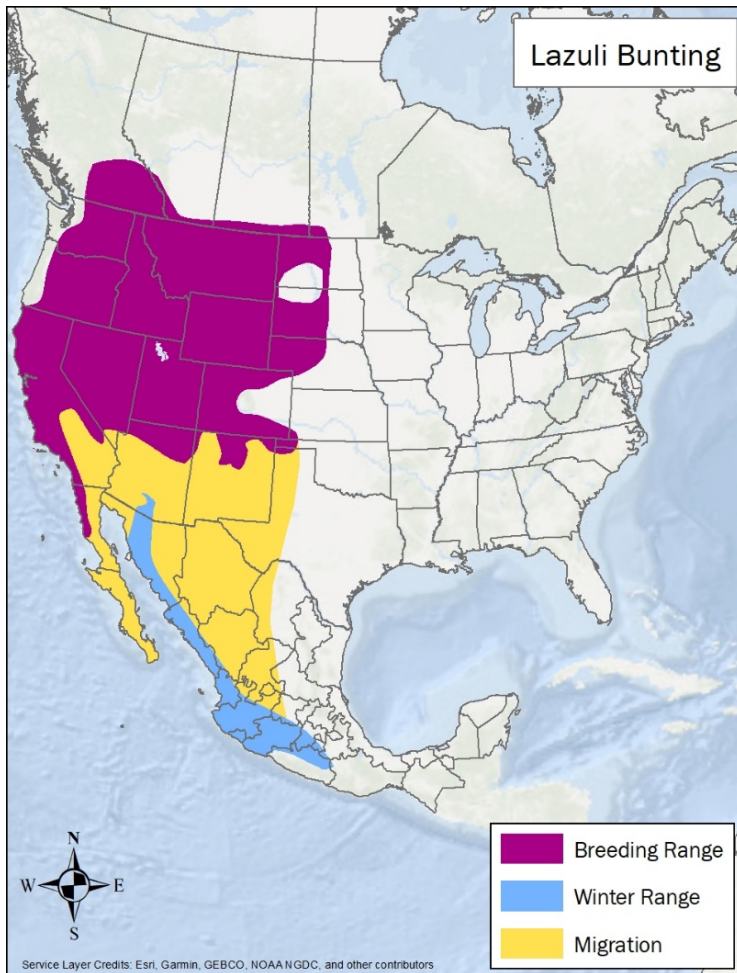 Lazuli Bunting
N
W E
S
Breeding Range
Winter Range
Migration
Service Layer Credits: Esri, Garmin, GEBCO, NOAA NGDC, and other contributors